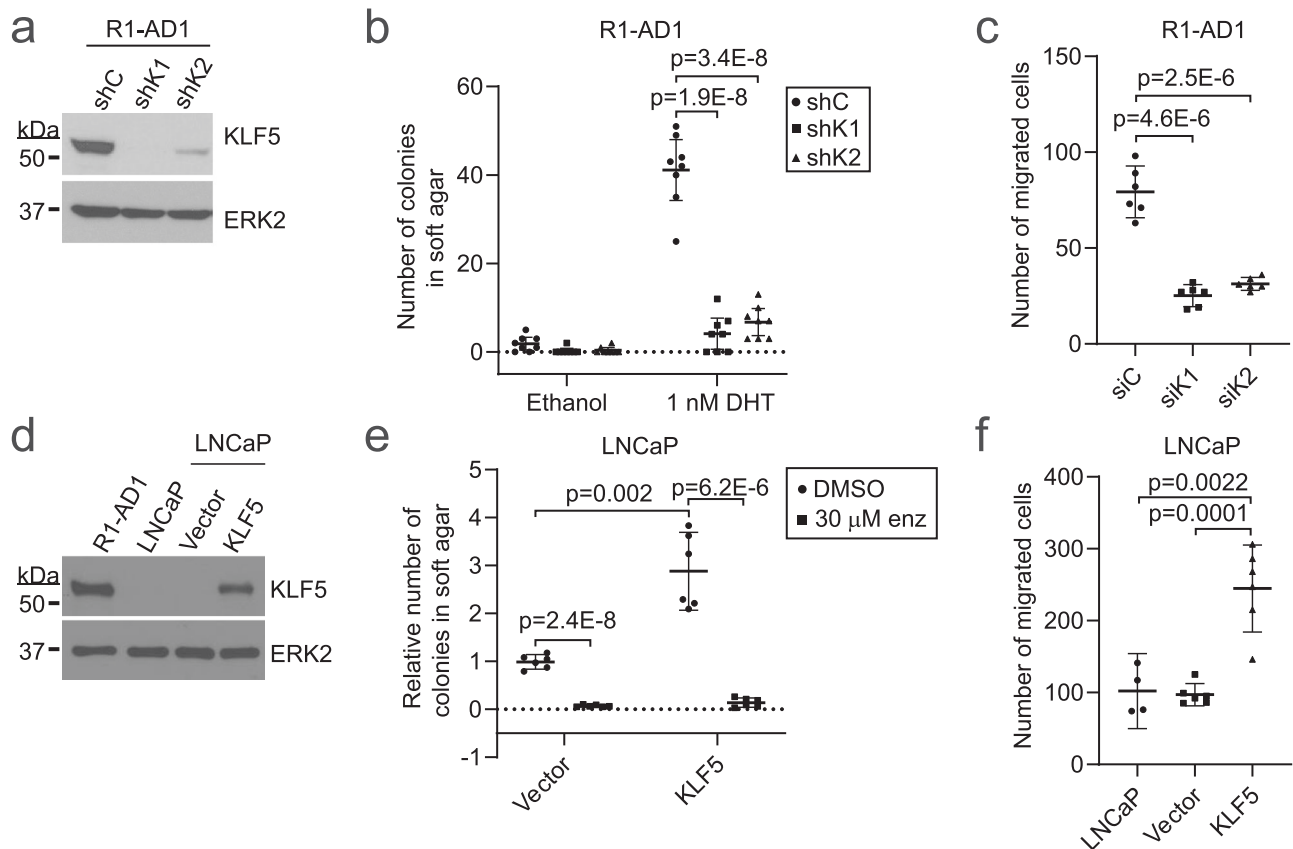 a
R1-AD1
shC shK1 shK2
kDa
50
KLF5
37
ERK2
b
R1-AD1
Number of colonies
in soft agar
60
40
20
0
p=3.4E-8
p=1.9E-8
shC
shK1
shK2
Ethanol 1 nM DHT
c
R1-AD1
Number of migrated cells
150
100
50
0
p=2.5E-6
p=4.6E-6
siC siK1 siK2
d
LNCaP
R1-AD1 LNCaP Vector KLF5
kDa
50
KLF5
37
ERK2
e
LNCaP
Relative number of
colonies in soft agar
5
4
3
2
1
0
-1
p=0.002
p=6.2E-6
p=2.4E-8
DMSO
30 μM enz
Vector KLF5
f
LNCaP
Number of migrated cells
400
300
200
100
0
p=0.0022
p=0.0001
LNCaP Vector KLF5